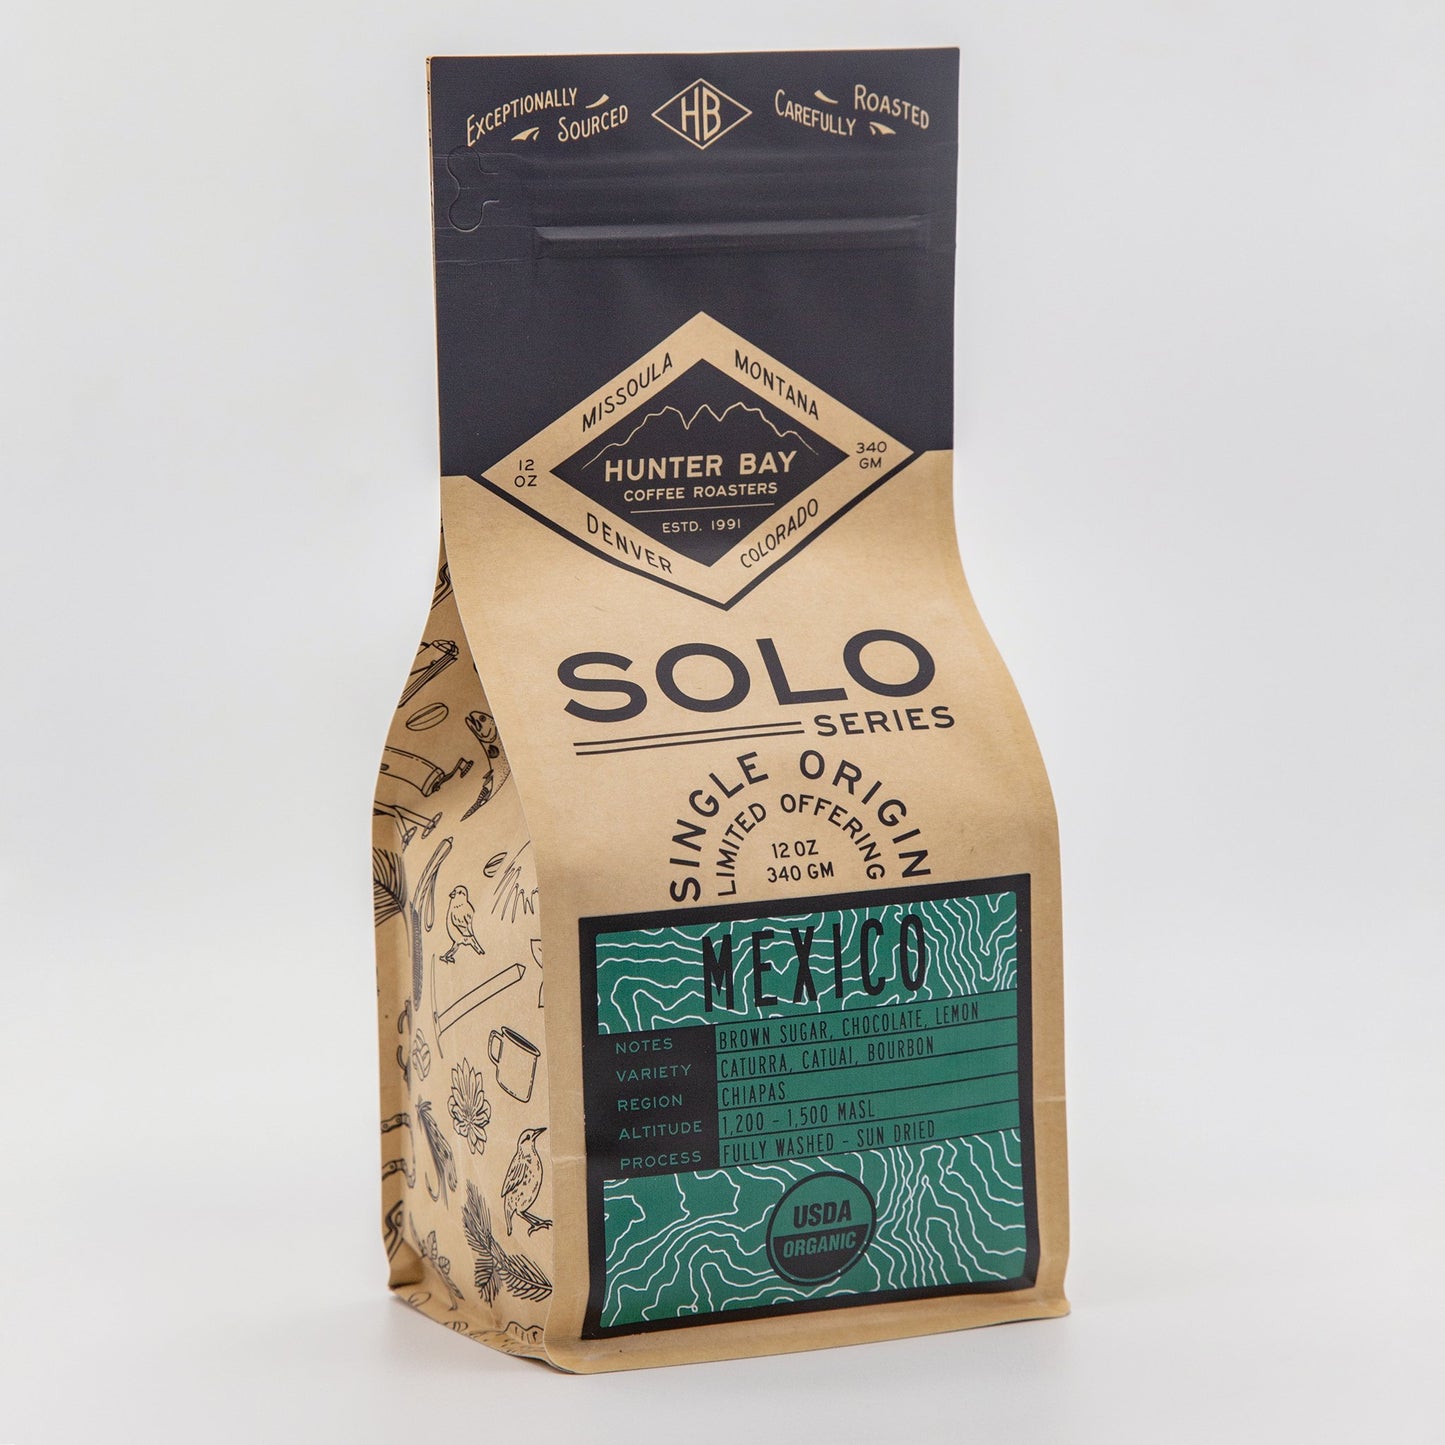 EXCEPTIONALLY
SOURCED
HB
CAREFULLY
ROASTED
MISSOULA
MONTANA
12
OZ
340
GM
HUNTER BAY
COFFEE ROASTERS
ESTD. 1991
DENVER
COLORADO
SOLO
SERIES
SINGLE ORIGIN
LIMITED OFFERING
12 OZ
340 GM
MEXICO
NOTES BROWN SUGAR, CHOCOLATE, LEMON
VARIETY CATURRA, CATUAI, BOURBON
REGION CHIAPAS
ALTITUDE 1,200 - 1,500 MASL
PROCESS FULLY WASHED - SUN DRIED
USDA
ORGANIC